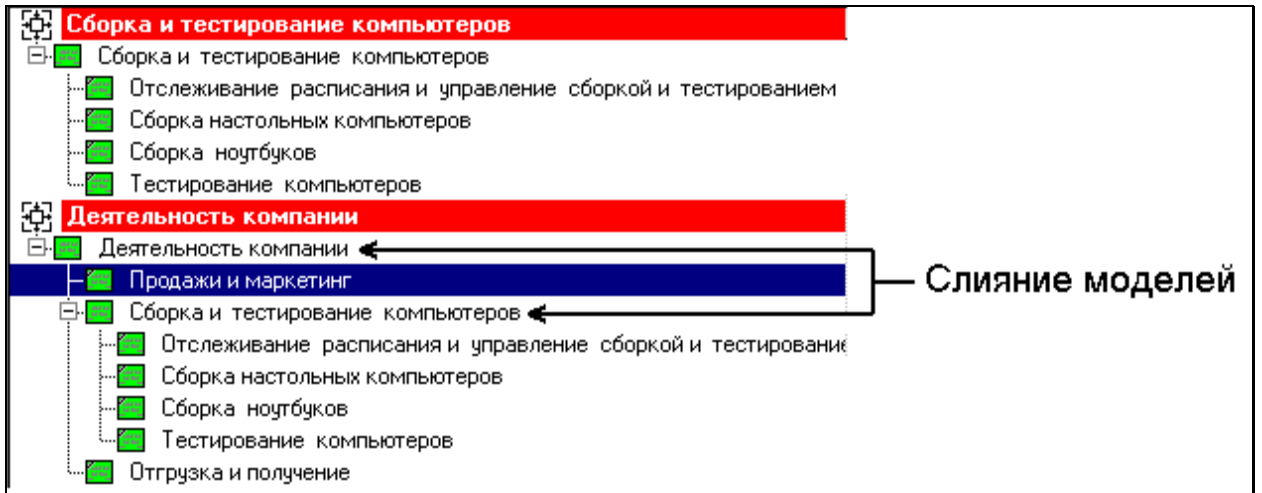 Сборка и тестирование компьютеров
Сборка и тестирование компьютеров
Отслеживание расписания и управление сборкой и тестированием
Сборка настольных компьютеров
Сборка ноутбуков
Тестирование компьютеров
Деятельность компании
Деятельность компании
Продажи и маркетинг
Слияние моделей
Сборка и тестирование компьютеров
Отслеживание расписания и управление сборкой и тестирование
Сборка настольных компьютеров
Сборка ноутбуков
Тестирование компьютеров
Отгрузка и получение